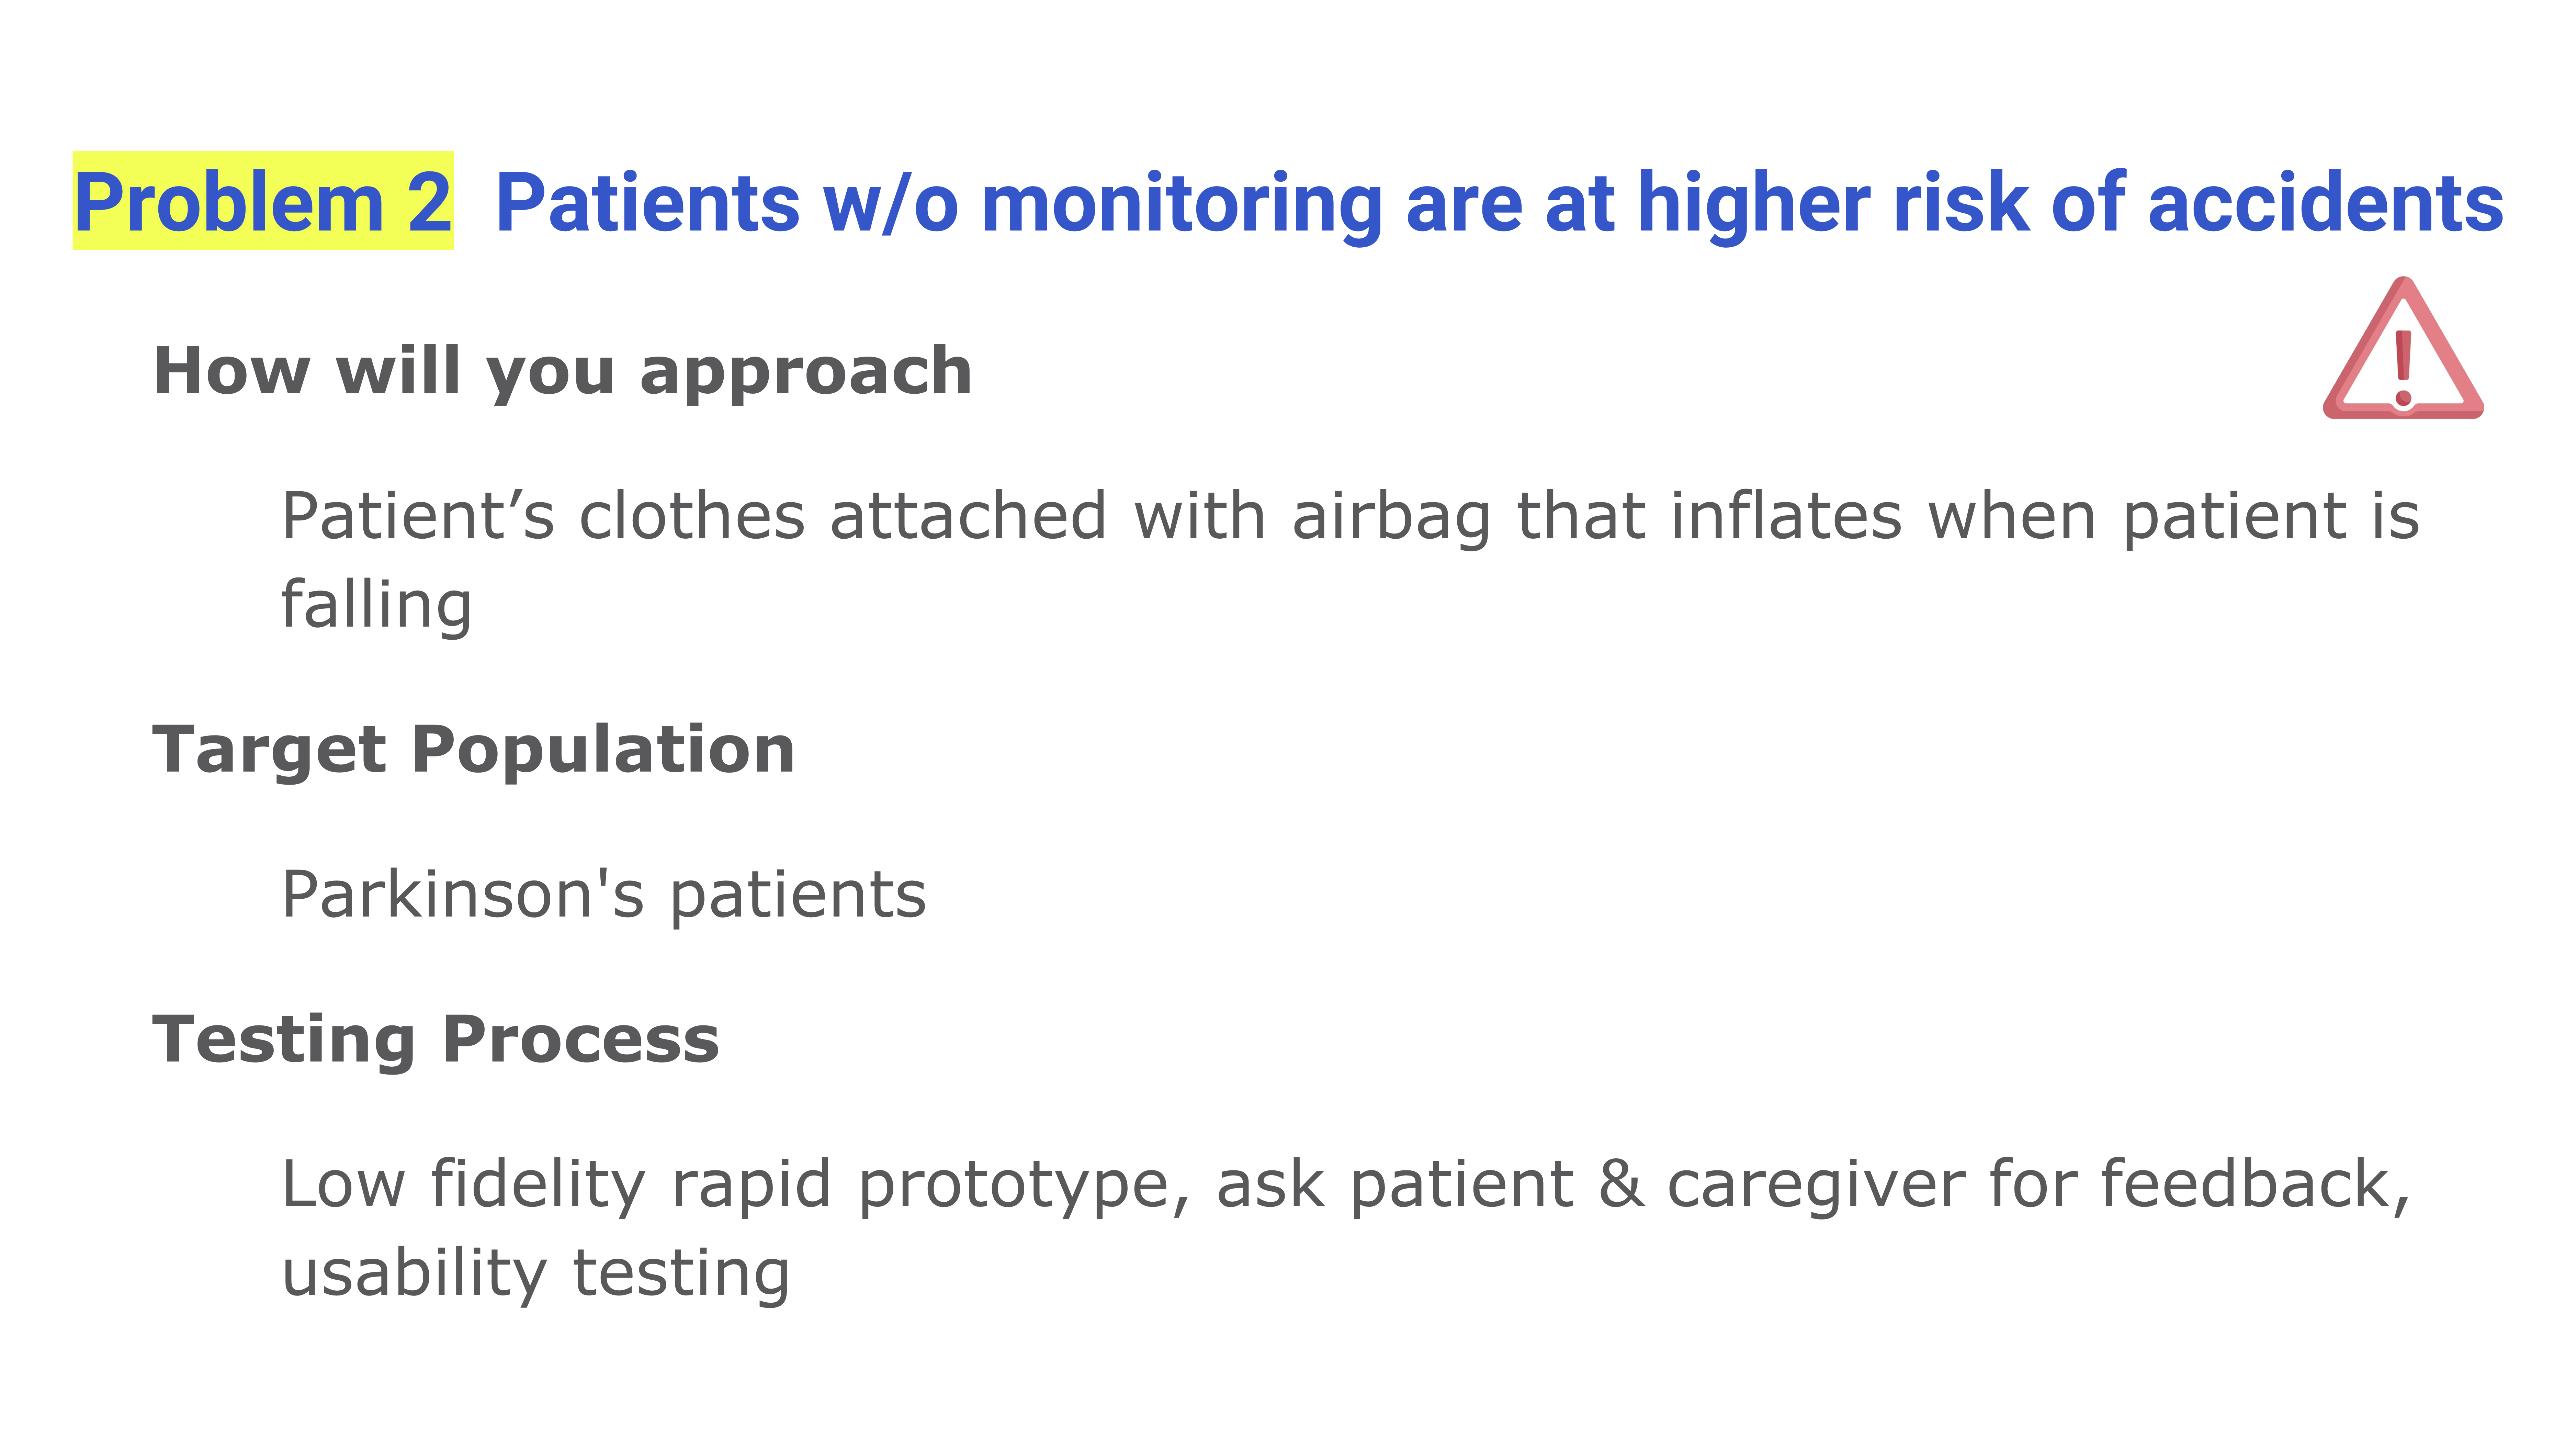 Problem 2  Patients w/o monitoring are at higher risk of accidents
How will you approach
Patient’s clothes attached with airbag that inflates when patient is
falling
Target Population
Parkinson's patients
Testing Process
Low fidelity rapid prototype, ask patient & caregiver for feedback,
usability testing